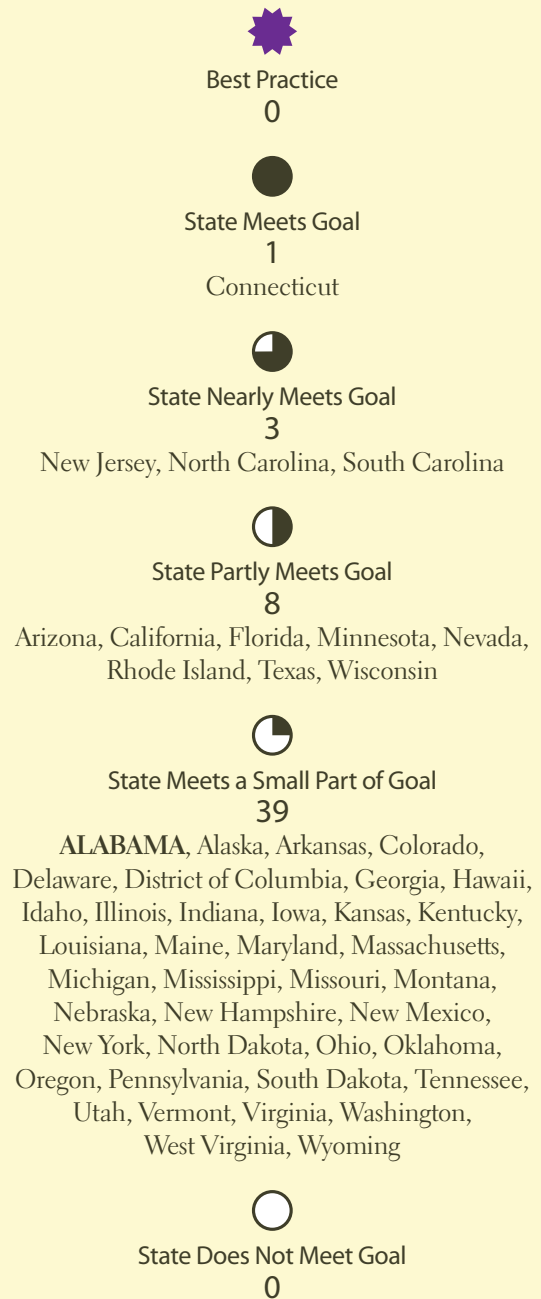 Best Practice
0
State Meets Goal
1
Connecticut
State Nearly Meets Goal
3
New Jersey, North Carolina, South Carolina
State Partly Meets Goal
8
Arizona, California, Florida, Minnesota, Nevada,
Rhode Island, Texas, Wisconsin
State Meets a Small Part of Goal
39
ALABAMA, Alaska, Arkansas, Colorado,
Delaware, District of Columbia, Georgia, Hawaii,
Idaho, Illinois, Indiana, Iowa, Kansas, Kentucky,
Louisiana, Maine, Maryland, Massachusetts,
Michigan, Mississippi, Missouri, Montana,
Nebraska, New Hampshire, New Mexico,
New York, North Dakota, Ohio, Oklahoma,
Oregon, Pennsylvania, South Dakota, Tennessee,
Utah, Vermont, Virginia, Washington,
West Virginia, Wyoming
State Does Not Meet Goal
0